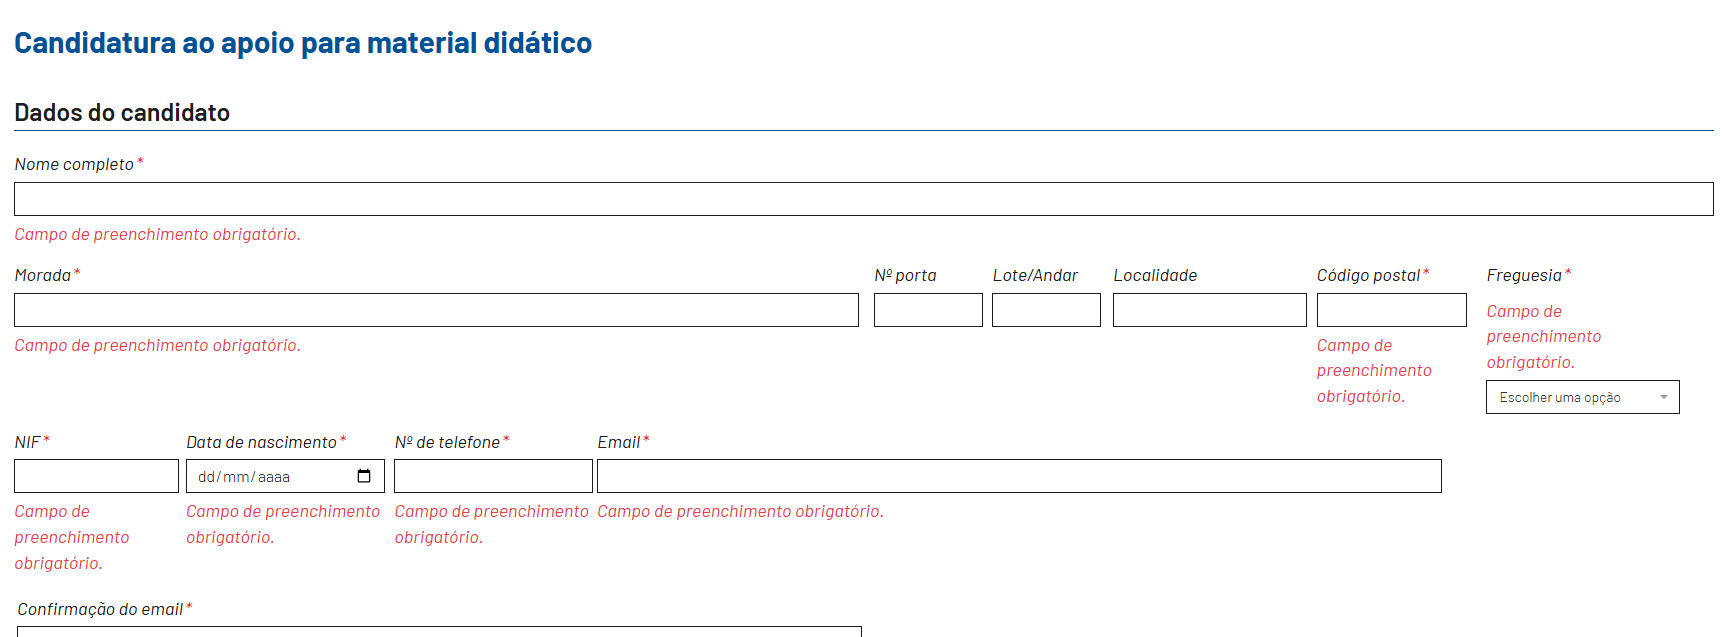 Candidatura ao apoio para material didático
Dados do candidato
Nome completo *
Campo de preenchimento obrigatório.
Morada *
Campo de preenchimento obrigatório.
Nº porta
Lote/Andar
Localidade
Código postal *
Campo de
preenchimento
obrigatório.
Freguesia *
Campo de
preenchimento
obrigatório.
Escolher uma opção
NIF *
Campo de
preenchimento
obrigatório.
Data de nascimento *
dd/mm/aaaa
Campo de preenchimento
obrigatório.
Nº de telefone *
Campo de preenchimento
obrigatório.
Email *
Campo de preenchimento obrigatório.
Confirmação do email *